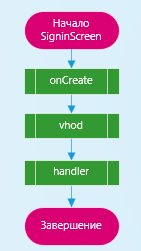 Начало
SigninScreen
onCreate
vhod
handler
Завершение